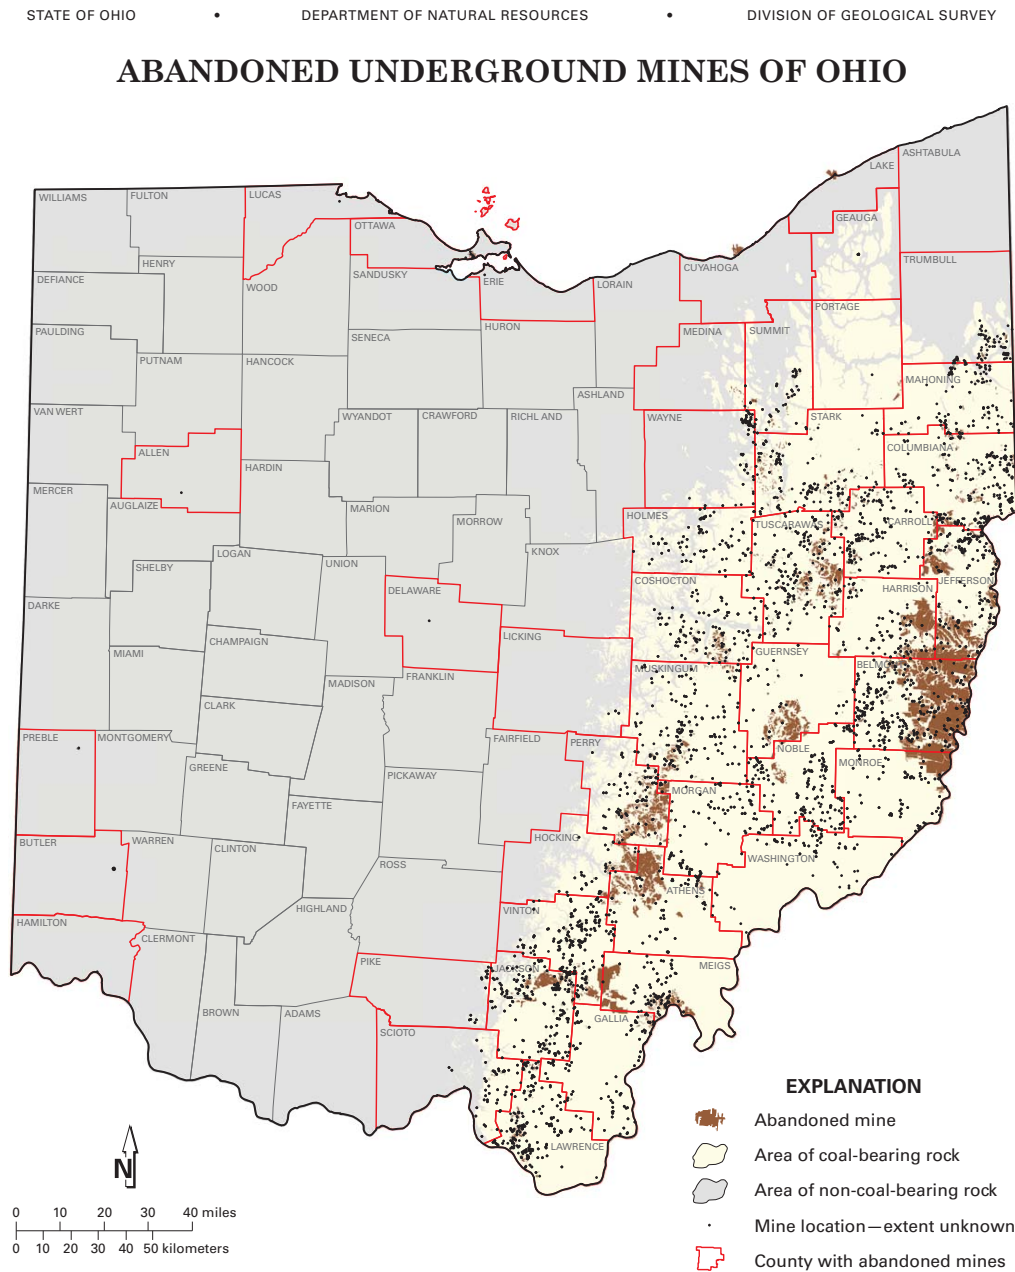 STATE OF OHIO • DEPARTMENT OF NATURAL RESOURCES • DIVISION OF GEOLOGICAL SURVEY
ABANDONED UNDERGROUND MINES OF OHIO
ASHTABULA
LAKE
WILLIAMS
FULTON
LUCAS
GEAUGA
OTTAWA
TRUMBULL
HENRY
CUYAHOGA
DEFIANCE
SANDUSKY
ERIE
LORAIN
WOOD
PORTAGE
PAULDING
HURON
MEDINA
SUMMIT
SENECA
PUTNAM
HANCOCK
MAHONING
ASHLAND
VAN WERT
WYANDOT
CRAWFORD
RICHLAND
WAYNE
STARK
ALLEN
COLUMBIANA
HARDIN
MERCER
AUGLAIZE
MARION
HOLMES
MORROW
TUSCARAWAS
CARROLL
LOGAN
KNOX
UNION
SHELBY
COSHOCTON
JEFFERSON
HARRISON
DELAWARE
DARKE
LICKING
CHAMPAIGN
MIAMI
GUERNSEY
MUSKINGUM
BELMO
FRANKLIN
MADISON
CLARK
PREBLE
MONTGOMERY
FAIRFIELD
PERRY
NOBLE
MONROE
GREENE
PICKAWAY
MORGAN
FAYETTE
HOCKING
BUTLER
WARREN
CLINTON
WASHINGTON
ROSS
ATHENS
HIGHLAND
VINTON
HAMILTON
CLERMONT
PIKE
JACKSON
MEIGS
BROWN
ADAMS
GALLIA
SCIOTO
LAWRENCE
EXPLANATION
Abandoned mine
Area of coal-bearing rock
Area of non-coal-bearing rock
Mine location—extent unknown
County with abandoned mines
N
0 10 20 30 40 miles
0 10 20 30 40 50 kilometers